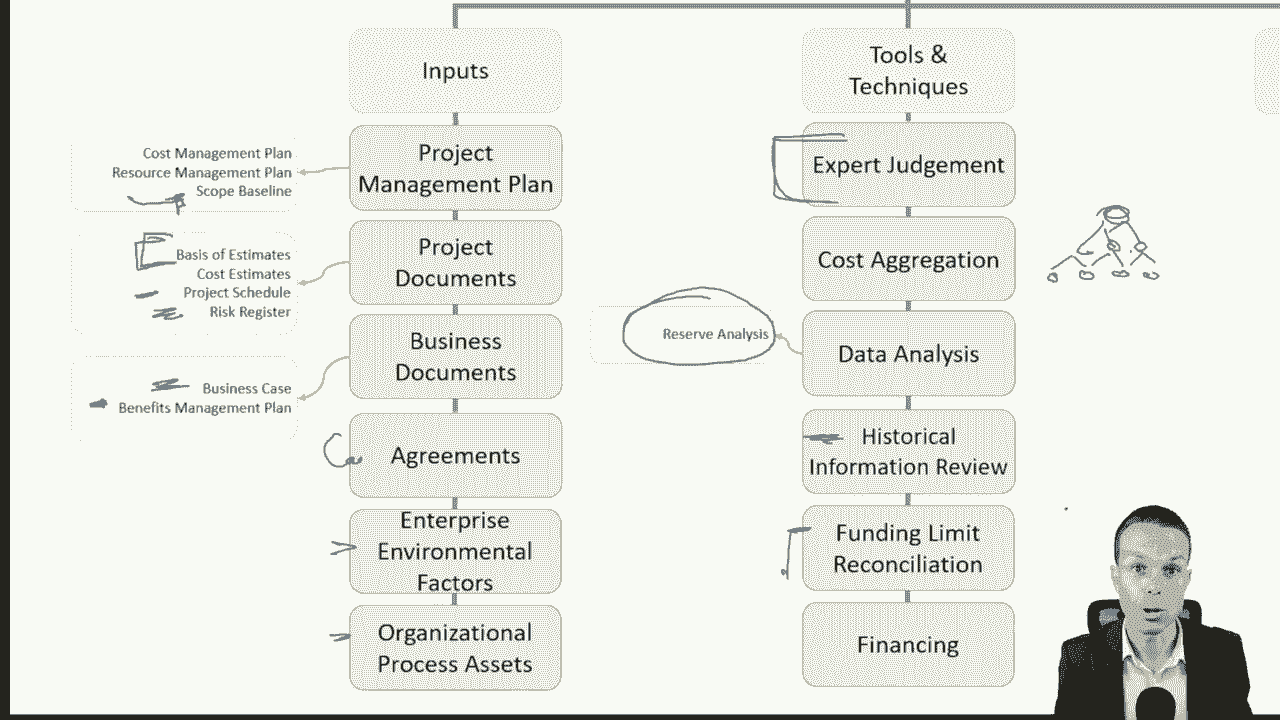 Inputs
Project
Management Plan
Cost Management Plan
Resource Management Plan
Scope Baseline
Project
Documents
Basis of Estimates
Cost Estimates
Project Schedule
Risk Register
Business
Documents
Business Case
Benefits Management Plan
Agreements
Enterprise
Environmental
Factors
Organizational
Process Assets
Tools &
Techniques
Expert Judgement
Cost Aggregation
Data Analysis
Reserve Analysis
Historical
Information Review
Funding Limit
Reconciliation
Financing